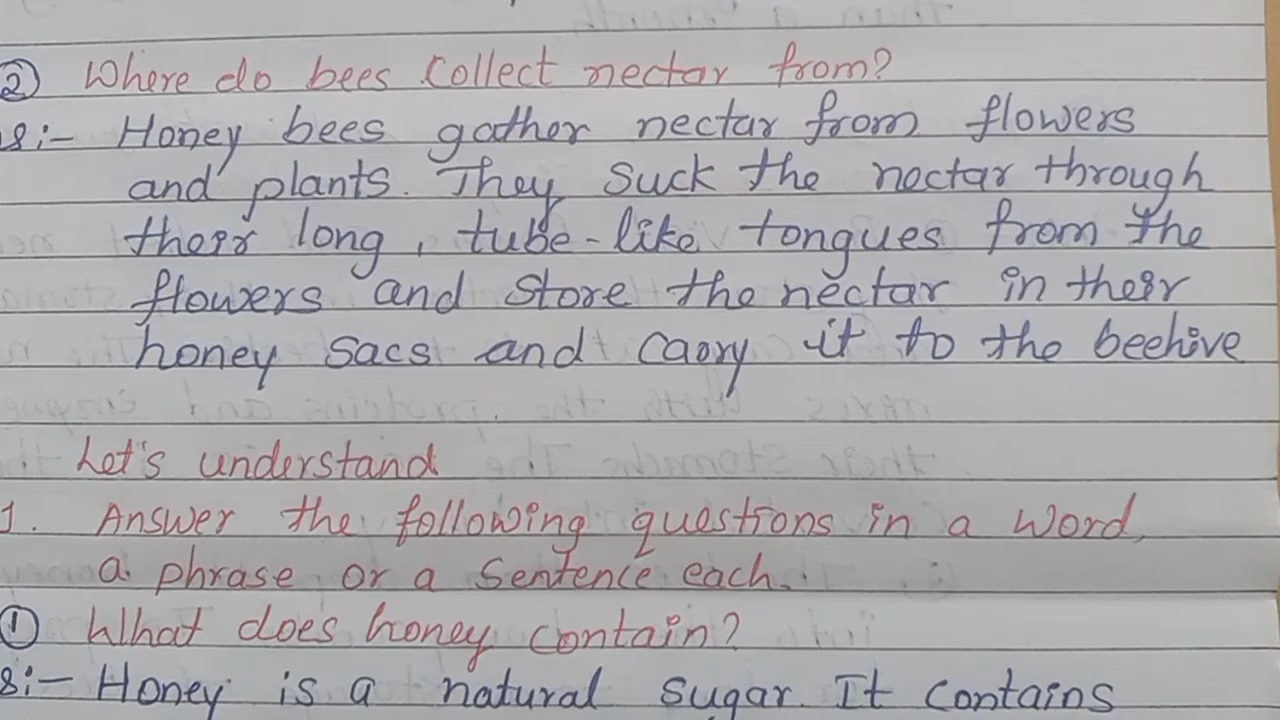 ② Where do bees collect nectar from?
s:- Honey bees gather nectar from flowers
and plants. They suck the nectar through
their long, tube-like tongues from the
flowers and store the nectar in their
honey sacs and carry it to the beehive
Let's understand
1. Answer the following questions in a word,
a phrase or a sentence each.
① What does honey contain?
s:- Honey is a natural sugar. It contains